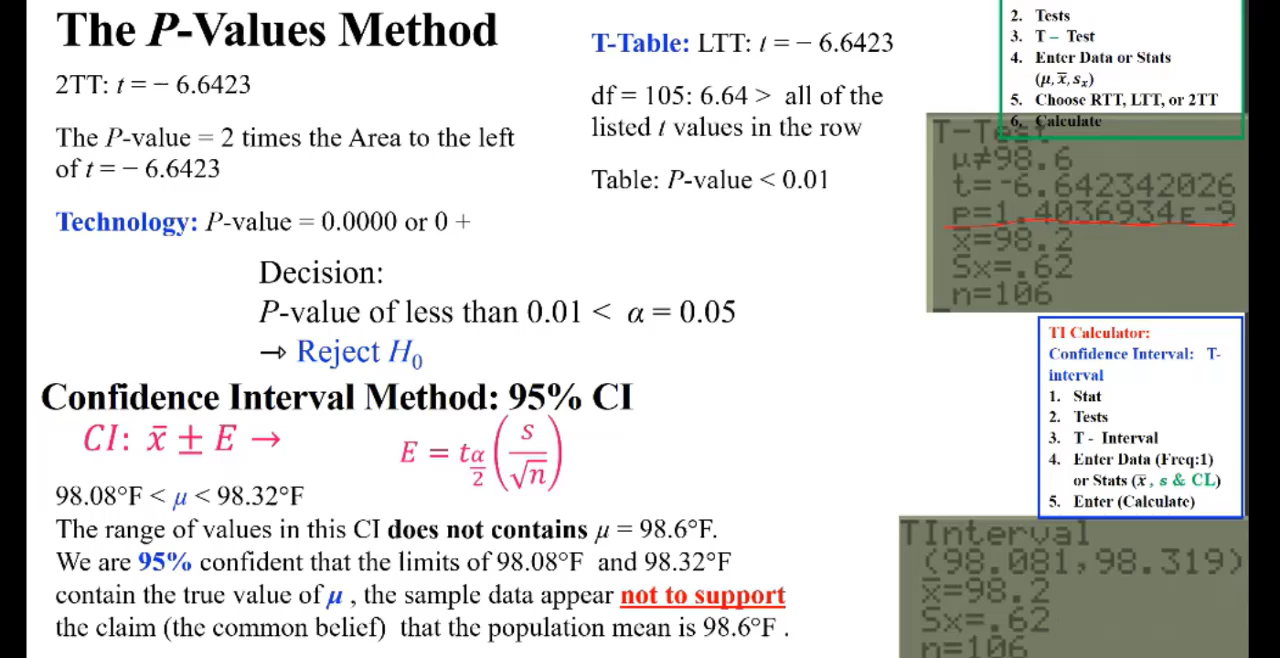 The P-Values Method
2TT: t = − 6.6423
The P-value = 2 times the Area to the left
of t = − 6.6423
Technology: P-value = 0.0000 or 0 +
T-Table: LTT: t = − 6.6423
df = 105: 6.64 > all of the
listed t values in the row
Table: P-value < 0.01
2. Tests
3. T – Test
4. Enter Data or Stats
(μ, x̄, sₓ)
5. Choose RTT, LTT, or 2TT
6. Calculate
T-Test
μ≠98.6
t=-6.642342026
P=1.4036934E-9
x̄=98.2
Sx=.62
n=106
Decision:
P-value of less than 0.01 < α = 0.05
→ Reject H₀
Confidence Interval Method: 95% CI
CI: x̄ ± E →
E = tα/2 (s/√n)
98.08°F < μ < 98.32°F
The range of values in this CI does not contains μ = 98.6°F.
We are 95% confident that the limits of 98.08°F and 98.32°F
contain the true value of μ , the sample data appear not to support
the claim (the common belief) that the population mean is 98.6°F .
TI Calculator:
Confidence Interval: T-
interval
1. Stat
2. Tests
3. T - Interval
4. Enter Data (Freq:1)
or Stats (x̄ , s & CL)
5. Enter (Calculate)
TInterval
(98.081,98.319)
x̄=98.2
Sx=.62
n=106